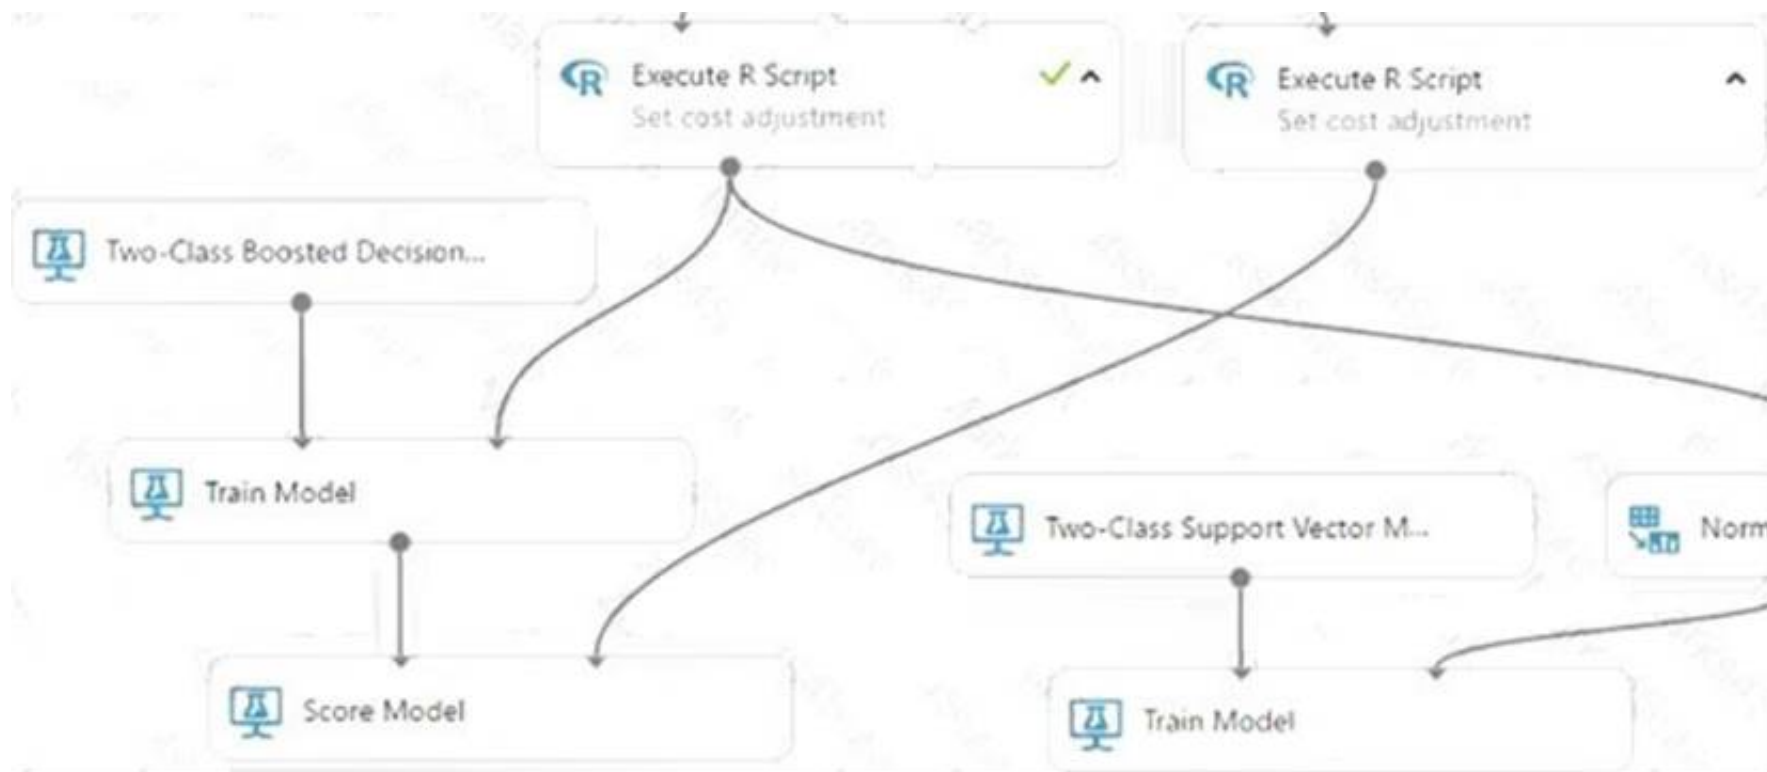 Execute R Script
Set cost adjustment
Execute R Script
Set cost adjustment
Two-Class Boosted Decision...
Train Model
Two-Class Support Vector M...
Norm
Score Model
Train Model